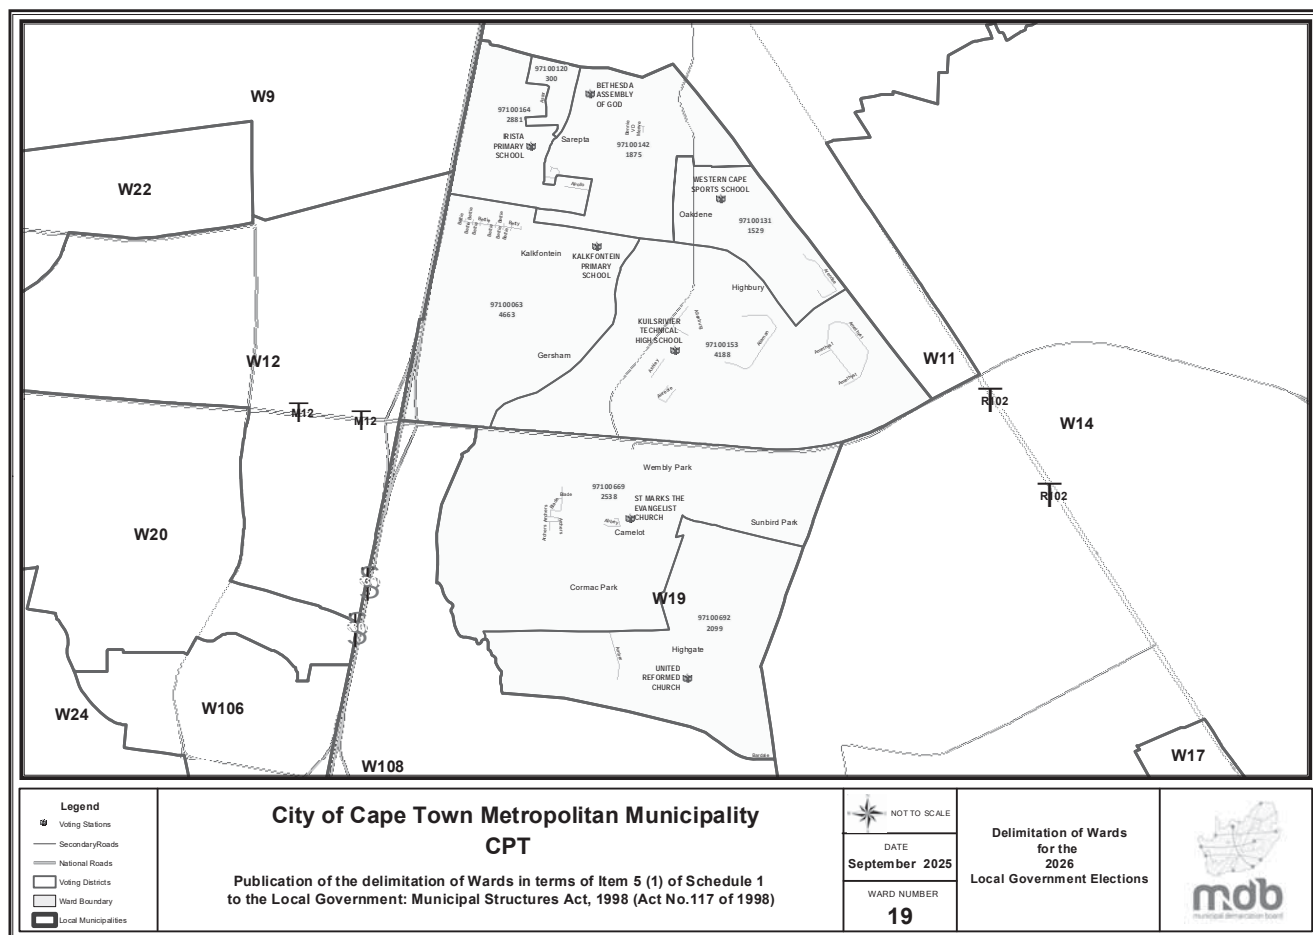 W9
W22
W12
W20
W24
W106
W108
W11
W14
W17
W19
M12
M12
R102
R102
97100120
300
BETHESDA
ASSEMBLY
OF GOD
97100164
2881
IRISTA
PRIMARY
SCHOOL
Sarepta
97100142
1875
WESTERN CAPE
SPORTS SCHOOL
Oakdene
97100131
1529
Kalkfontein
KALKFONTEIN
PRIMARY
SCHOOL
Highbury
97100063
4663
KUILSRIVIER
TECHNICAL
HIGH SCHOOL
97100153
4188
Gersham
Wembly Park
97100669
2538
ST MARKS THE
EVANGELIST
CHURCH
Sunbird Park
Camelot
Cormac Park
97100692
2099
Highgate
UNITED
REFORMED
CHURCH
Legend
Voting Stations
SecondaryRoads
National Roads
Voting Districts
Ward Boundary
Local Municipalities
City of Cape Town Metropolitan Municipality
CPT
Publication of the delimitation of Wards in terms of Item 5 (1) of Schedule 1
to the Local Government: Municipal Structures Act, 1998 (Act No.117 of 1998)
NOT TO SCALE
DATE
September 2025
WARD NUMBER
19
Delimitation of Wards
for the
2026
Local Government Elections
mdb
municipal demarcation board